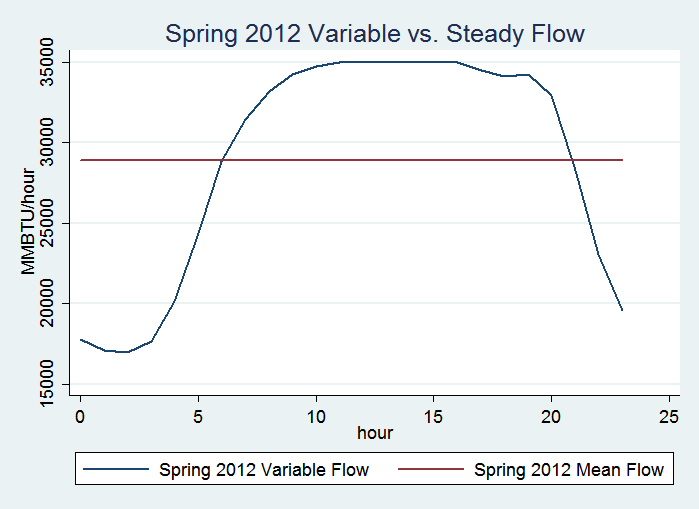 Spring 2012 Variable vs. Steady Flow
MMBTU/hour
35000
30000
25000
20000
15000
0 5 10 15 20 25
hour
Spring 2012 Variable Flow Spring 2012 Mean Flow